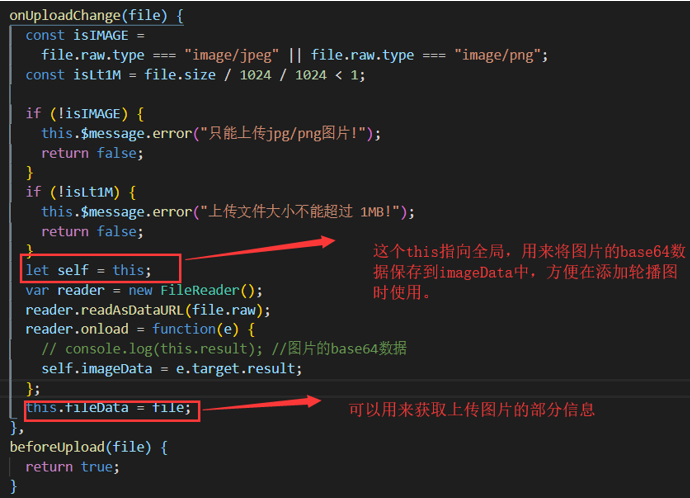 onUploadChange(file) {
const isIMAGE =
file.raw.type === "image/jpeg" || file.raw.type === "image/png";
const isLt1M = file.size / 1024 / 1024 < 1;
if (!isIMAGE) {
this.$message.error("只能上传jpg/png图片!");
return false;
}
if (!isLt1M) {
this.$message.error("上传文件大小不能超过 1MB!");
return false;
}
let self = this;
var reader = new FileReader();
reader.readAsDataURL(file.raw);
reader.onload = function(e) {
// console.log(this.result); //图片的base64数据
self.imageData = e.target.result;
};
this.fileData = file;
},
beforeUpload(file) {
return true;
}
这个this指向全局，用来将图片的base64数
据保存到imageData中，方便在添加轮播图
时使用。
可以用来获取上传图片的部分信息